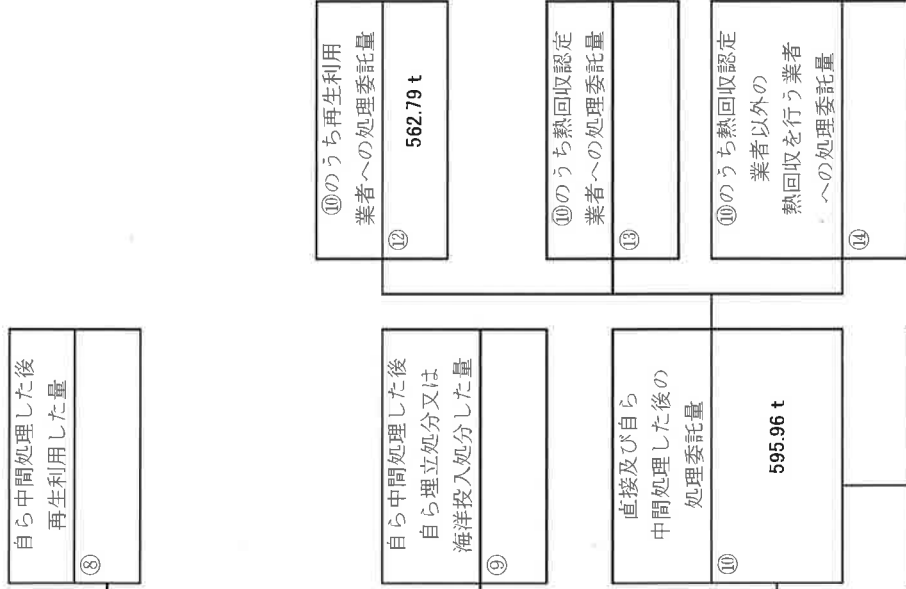 自ら中間処理した後
再生利用した量
⑧
自ら中間処理した後
自ら埋立処分又は
海洋投入処分した量
⑨
直接及び自ら
中間処理した後の
処理委託量
⑩
595.96 t
⑩のうち再生利用
業者への処理委託量
⑫
562.79 t
⑩のうち熱回収認定
業者への処理委託量
⑬
⑩のうち熱回収認定
業者以外の
熱回収を行う業者
への処理委託量
⑭